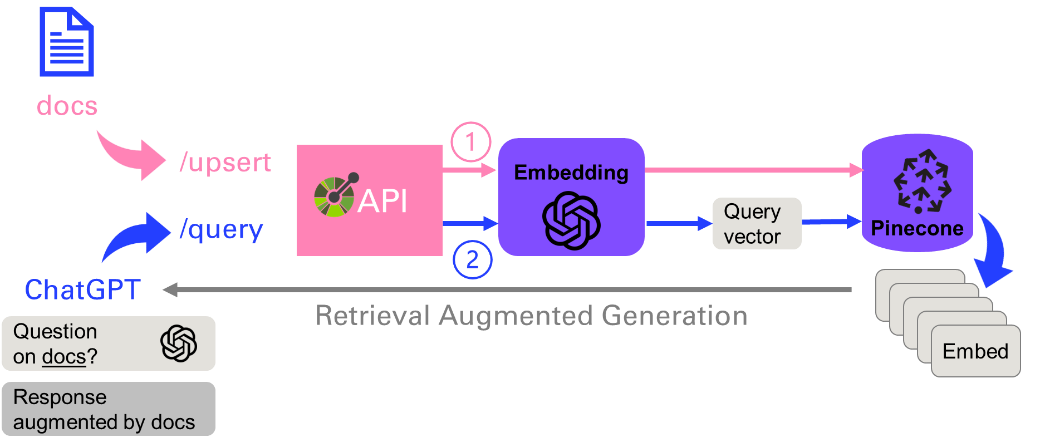 docs
/upsert
1
API
Embedding
Pinecone
/query
2
Query
vector
ChatGPT
Retrieval Augmented Generation
Embed
Question
on docs?
Response
augmented by docs